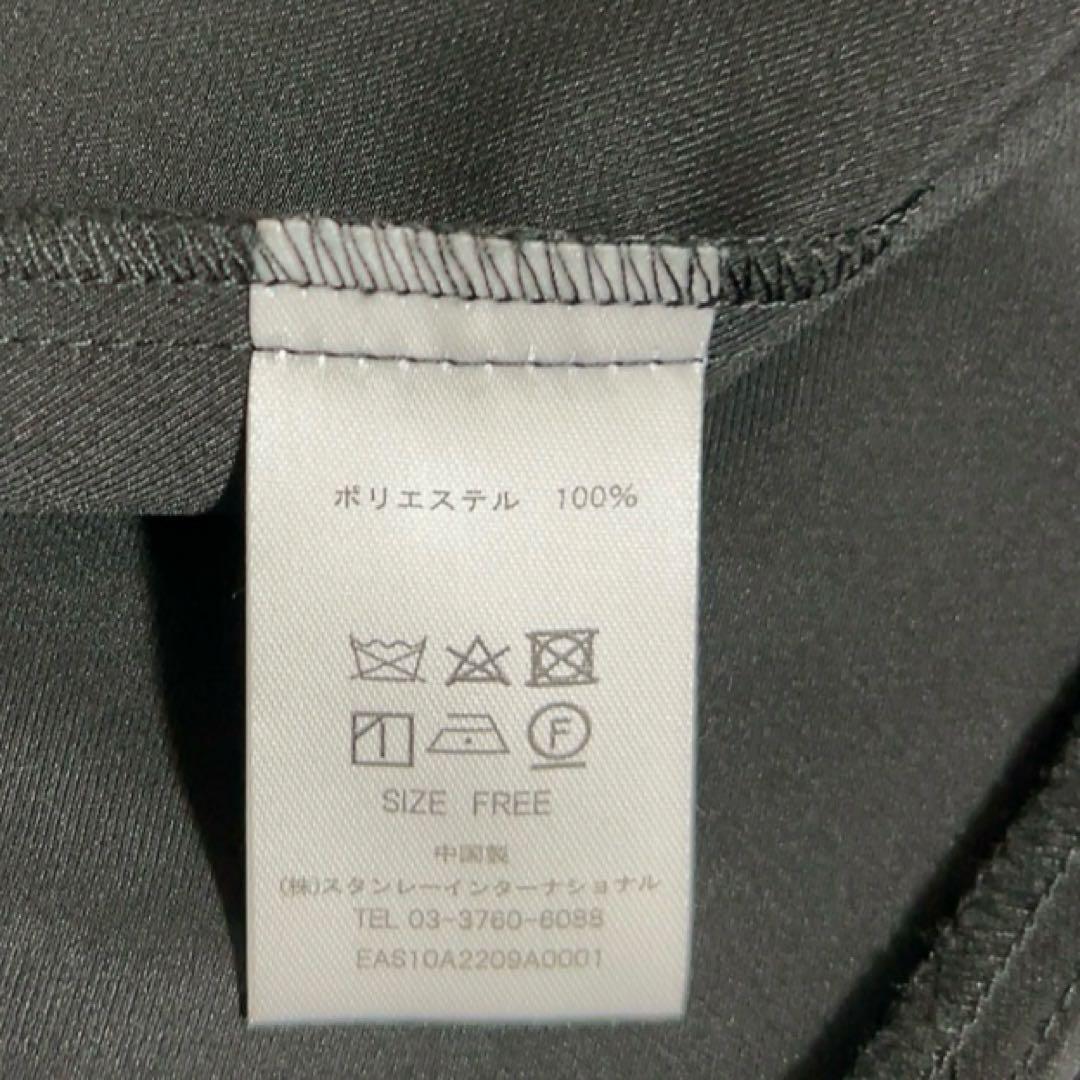 ポリエステル 100%
F
SIZE FREE
中国製
(株)スタンレーインターナショナル
TEL 03-3760-6088
EAS10A2209A0001